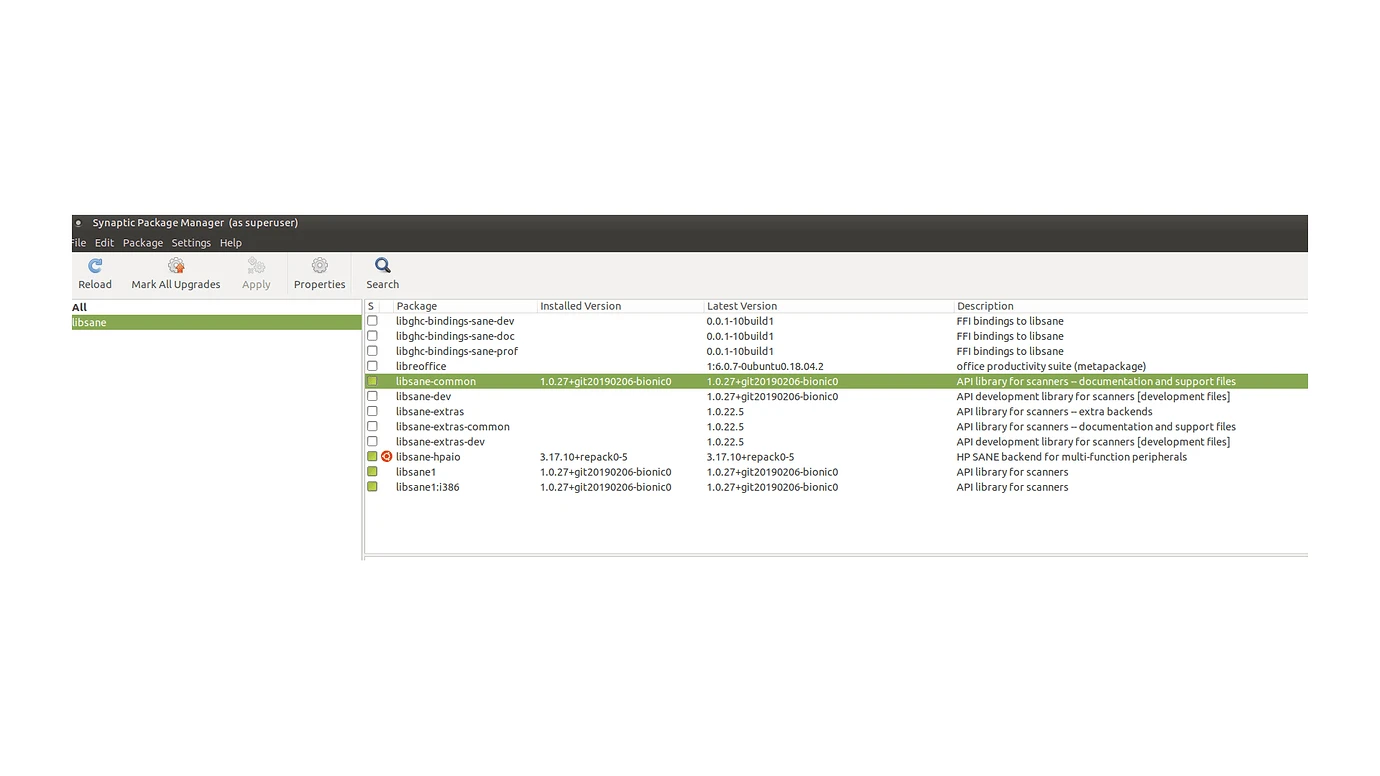 Synaptic Package Manager (as superuser)
File Edit Package Settings Help
Reload Mark All Upgrades Apply Properties Search
All
libsane
S Package Installed Version Latest Version Description
libghc-bindings-sane-dev 0.0.1-10build1 FFI bindings to libsane
libghc-bindings-sane-doc 0.0.1-10build1 FFI bindings to libsane
libghc-bindings-sane-prof 0.0.1-10build1 FFI bindings to libsane
libreoffice 1:6.0.7-0ubuntu0.18.04.2 office productivity suite (metapackage)
libsane-common 1.0.27+git20190206-bionic0 1.0.27+git20190206-bionic0 API library for scanners -- documentation and support files
libsane-dev 1.0.27+git20190206-bionic0 API development library for scanners [development files]
libsane-extras 1.0.22.5 API library for scanners -- extra backends
libsane-extras-common 1.0.22.5 API library for scanners -- documentation and support files
libsane-extras-dev 1.0.22.5 API development library for scanners [development files]
libsane-hpaio 3.17.10+repack0-5 3.17.10+repack0-5 HP SANE backend for multi-function peripherals
libsane1 1.0.27+git20190206-bionic0 1.0.27+git20190206-bionic0 API library for scanners
libsane1:i386 1.0.27+git20190206-bionic0 1.0.27+git20190206-bionic0 API library for scanners